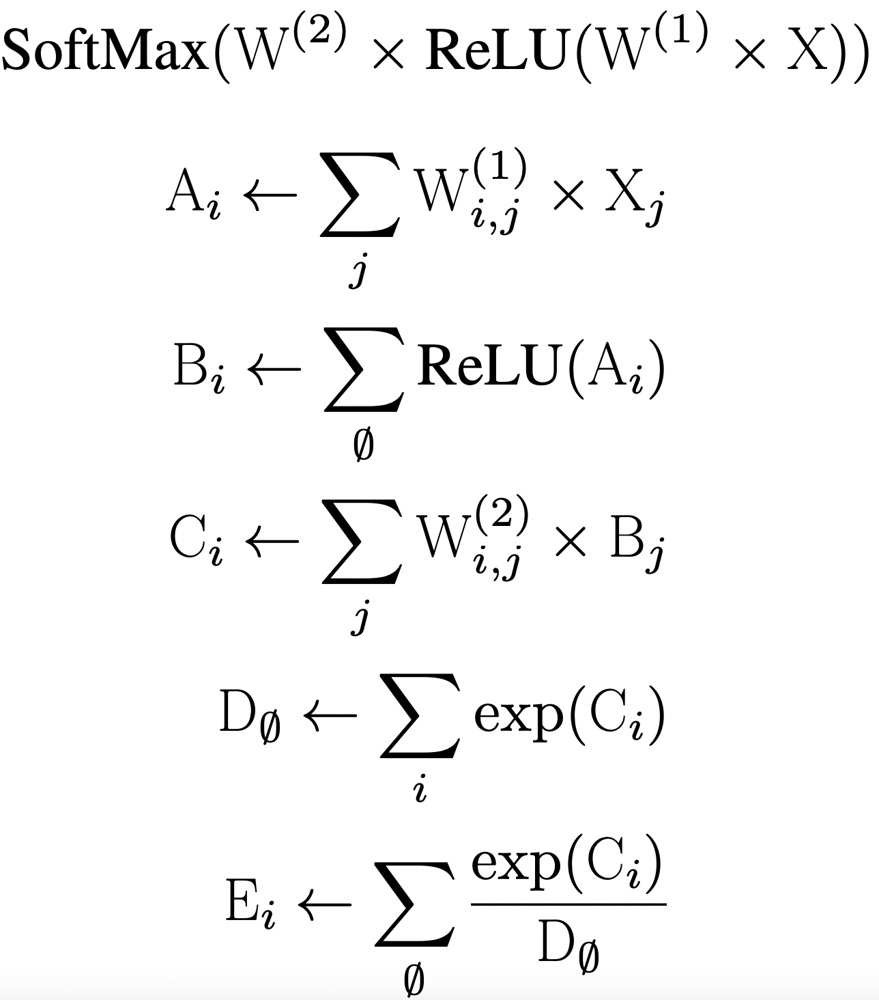 SoftMax(W^(2) × ReLU(W^(1) × X))
A_i ← ∑_j W^(1)_{i,j} × X_j
B_i ← ∑_∅ ReLU(A_i)
C_i ← ∑_j W^(2)_{i,j} × B_j
D_∅ ← ∑_i exp(C_i)
E_i ← ∑_∅ exp(C_i) / D_∅